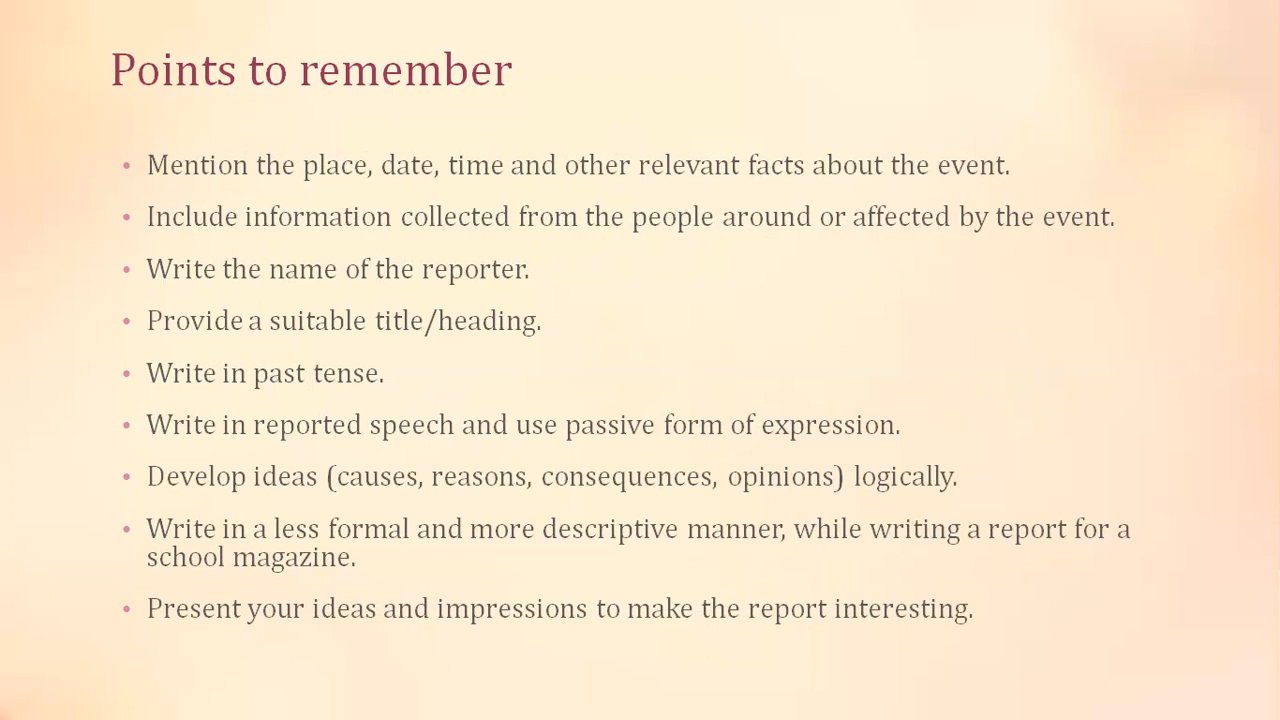 Points to remember
• Mention the place, date, time and other relevant facts about the event.
• Include information collected from the people around or affected by the event.
• Write the name of the reporter.
• Provide a suitable title/heading.
• Write in past tense.
• Write in reported speech and use passive form of expression.
• Develop ideas (causes, reasons, consequences, opinions) logically.
• Write in a less formal and more descriptive manner, while writing a report for a
school magazine.
• Present your ideas and impressions to make the report interesting.